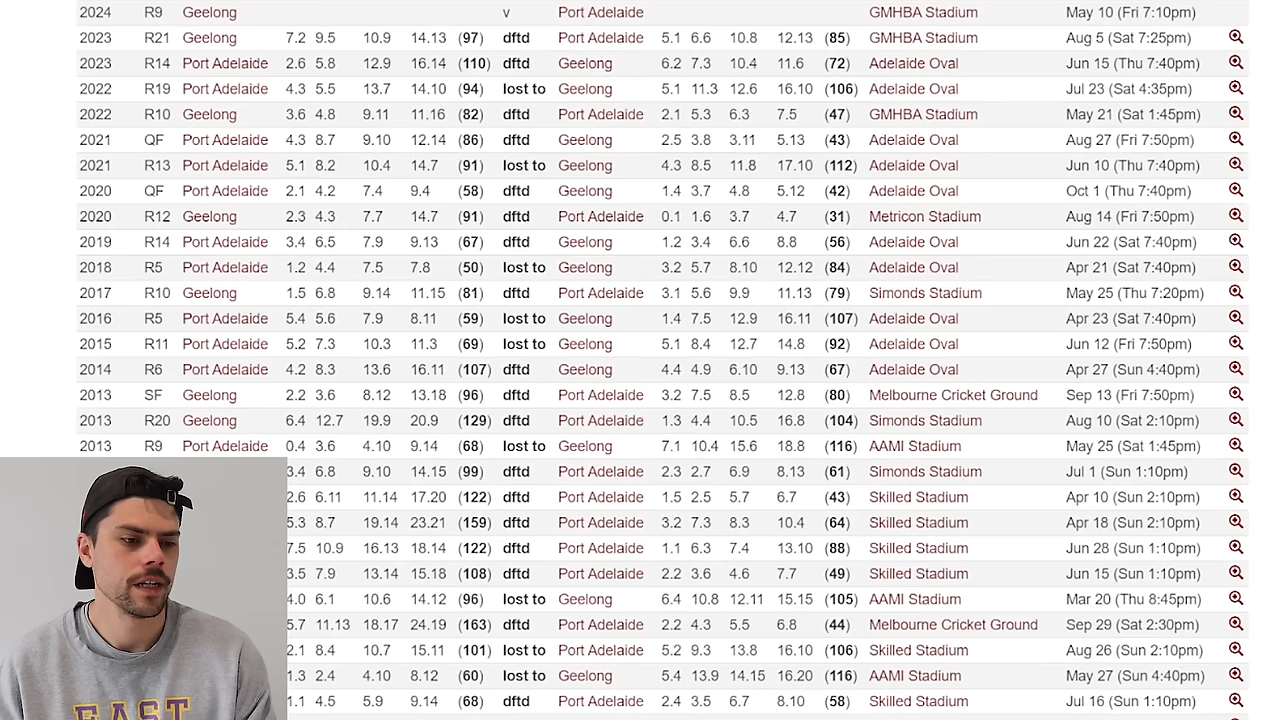 2024 R9 Geelong v Port Adelaide GMHBA Stadium May 10 (Fri 7:10pm)
2023 R21 Geelong 7.2 9.5 10.9 14.13 (97) dftd Port Adelaide 5.1 6.6 10.8 12.13 (85) GMHBA Stadium Aug 5 (Sat 7:25pm)
2023 R14 Port Adelaide 2.6 5.8 12.9 16.14 (110) dftd Geelong 6.2 7.3 10.4 11.6 (72) Adelaide Oval Jun 15 (Thu 7:40pm)
2022 R19 Port Adelaide 4.3 5.5 13.7 14.10 (94) lost to Geelong 5.1 11.3 12.6 16.10 (106) Adelaide Oval Jul 23 (Sat 4:35pm)
2022 R10 Geelong 3.6 4.8 9.11 11.16 (82) dftd Port Adelaide 2.1 5.3 6.3 7.5 (47) GMHBA Stadium May 21 (Sat 1:45pm)
2021 QF Port Adelaide 4.3 8.7 9.10 12.14 (86) dftd Geelong 2.5 3.8 3.11 5.13 (43) Adelaide Oval Aug 27 (Fri 7:50pm)
2021 R13 Port Adelaide 5.1 8.2 10.4 14.7 (91) lost to Geelong 4.3 8.5 11.8 17.10 (112) Adelaide Oval Jun 10 (Thu 7:40pm)
2020 QF Port Adelaide 2.1 4.2 7.4 9.4 (58) dftd Geelong 1.4 3.7 4.8 5.12 (42) Adelaide Oval Oct 1 (Thu 7:40pm)
2020 R12 Geelong 2.3 4.3 7.7 14.7 (91) dftd Port Adelaide 0.1 1.6 3.7 4.7 (31) Metricon Stadium Aug 14 (Fri 7:50pm)
2019 R14 Port Adelaide 3.4 6.5 7.9 9.13 (67) dftd Geelong 1.2 3.4 6.6 8.8 (56) Adelaide Oval Jun 22 (Sat 7:40pm)
2018 R5 Port Adelaide 1.2 4.4 7.5 7.8 (50) lost to Geelong 3.2 5.7 8.10 12.12 (84) Adelaide Oval Apr 21 (Sat 7:40pm)
2017 R10 Geelong 1.5 6.8 9.14 11.15 (81) dftd Port Adelaide 3.1 5.6 9.9 11.13 (79) Simonds Stadium May 25 (Thu 7:20pm)
2016 R5 Port Adelaide 5.4 5.6 7.9 8.11 (59) lost to Geelong 1.4 7.5 12.9 16.11 (107) Adelaide Oval Apr 23 (Sat 7:40pm)
2015 R11 Port Adelaide 5.2 7.3 10.3 11.3 (69) lost to Geelong 5.1 8.4 12.7 14.8 (92) Adelaide Oval Jun 12 (Fri 7:50pm)
2014 R6 Port Adelaide 4.2 8.3 13.6 16.11 (107) dftd Geelong 4.4 4.9 6.10 9.13 (67) Adelaide Oval Apr 27 (Sun 4:40pm)
2013 SF Geelong 2.2 3.6 8.12 13.18 (96) dftd Port Adelaide 3.2 7.5 8.5 12.8 (80) Melbourne Cricket Ground Sep 13 (Fri 7:50pm)
2013 R20 Geelong 6.4 12.7 19.9 20.9 (129) dftd Port Adelaide 1.3 4.4 10.5 16.8 (104) Simonds Stadium Aug 10 (Sat 2:10pm)
2013 R9 Port Adelaide 0.4 3.6 4.10 9.14 (68) lost to Geelong 7.1 10.4 15.6 18.8 (116) AAMI Stadium May 25 (Sat 1:45pm)
3.4 6.8 9.10 14.15 (99) dftd Port Adelaide 2.3 2.7 6.9 8.13 (61) Simonds Stadium Jul 1 (Sun 1:10pm)
2.6 6.11 11.14 17.20 (122) dftd Port Adelaide 1.5 2.5 5.7 6.7 (43) Skilled Stadium Apr 10 (Sun 2:10pm)
5.3 8.7 19.14 23.21 (159) dftd Port Adelaide 3.2 7.3 8.3 10.4 (64) Skilled Stadium Apr 18 (Sun 2:10pm)
7.5 10.9 16.13 18.14 (122) dftd Port Adelaide 1.1 6.3 7.4 13.10 (88) Skilled Stadium Jun 28 (Sun 1:10pm)
3.5 7.9 13.14 15.18 (108) dftd Port Adelaide 2.2 3.6 4.6 7.7 (49) Skilled Stadium Jun 15 (Sun 1:10pm)
4.0 6.1 10.6 14.12 (96) lost to Geelong 6.4 10.8 12.11 15.15 (105) AAMI Stadium Mar 20 (Thu 8:45pm)
5.7 11.13 18.17 24.19 (163) dftd Port Adelaide 2.2 4.3 5.5 6.8 (44) Melbourne Cricket Ground Sep 29 (Sat 2:30pm)
2.1 8.4 10.7 15.11 (101) lost to Port Adelaide 5.2 9.3 13.8 16.10 (106) Skilled Stadium Aug 26 (Sun 2:10pm)
1.3 2.4 4.10 8.12 (60) lost to Geelong 5.4 13.9 14.15 16.20 (116) AAMI Stadium May 27 (Sun 4:40pm)
1.1 4.5 5.9 9.14 (68) dftd Port Adelaide 2.4 3.5 6.7 8.10 (58) Skilled Stadium Jul 16 (Sun 1:10pm)
EAST